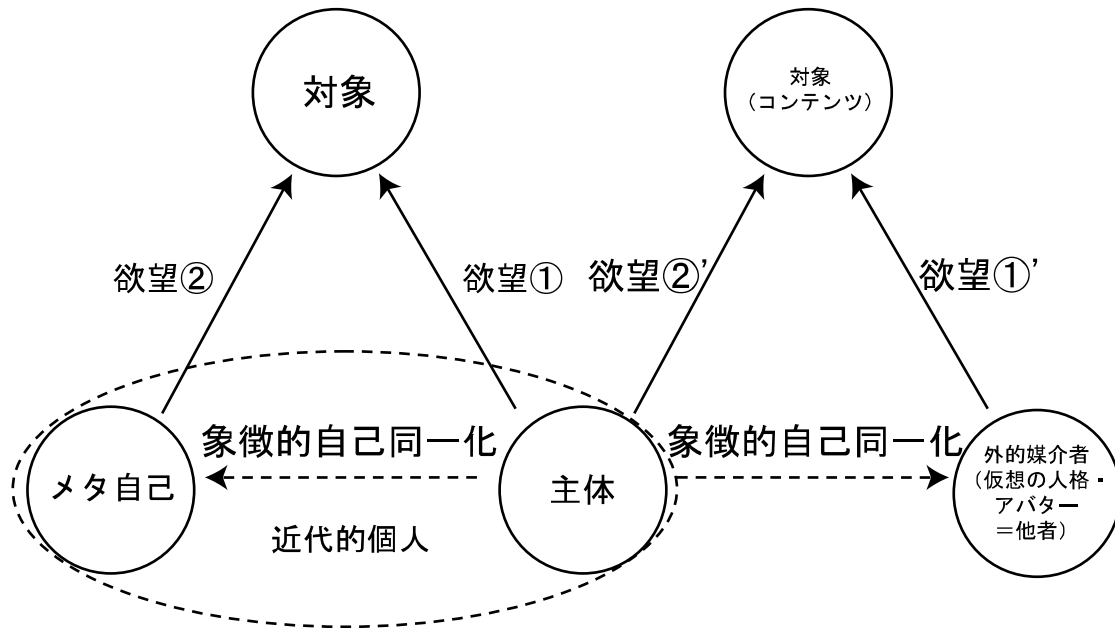 対象
対象
（コンテンツ）
欲望②
欲望①
欲望②’
欲望①’
象徴的自己同一化
象徴的自己同一化
メタ自己
主体
外的媒介者
（仮想の人格・
アバター
＝他者）
近代的個人